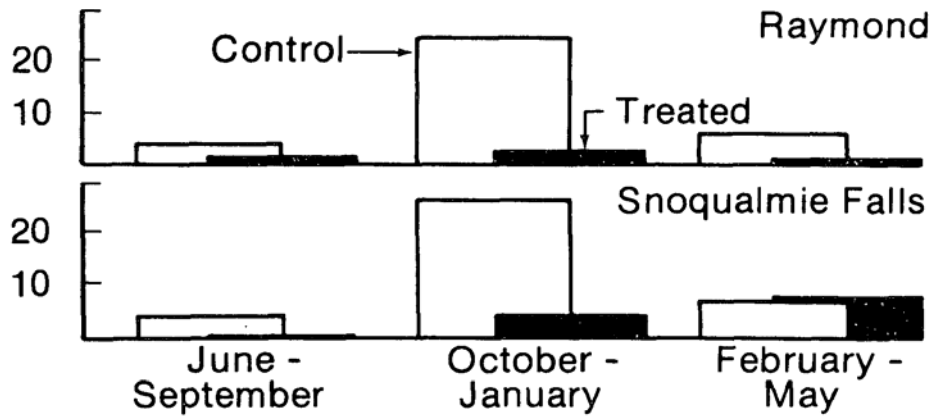 Raymond
20
Control
10
Treated
Snoqualmie Falls
20
10
June -
September
October -
January
February -
May